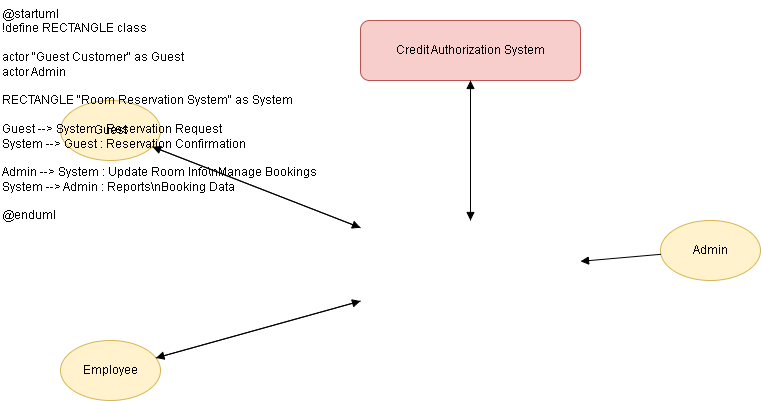 @startuml
!define RECTANGLE class
actor "Guest Customer" as Guest
actor Admin
RECTANGLE "Room Reservation System" as System
Guest --> System : Reservation Request
System --> Guest : Reservation Confirmation
Admin --> System : Update Room Info\nManage Bookings
System --> Admin : Reports\nBooking Data
@enduml
Guest
Credit Authorization System
Admin
Employee